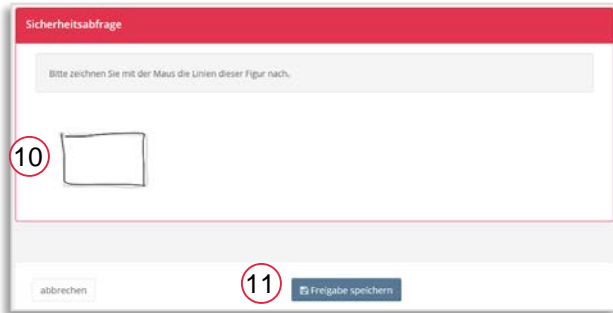 Sicherheitsabfrage
Bitte zeichnen Sie mit der Maus die Linien dieser Figur nach.
10
abbrechen
11
Freigabe speichern